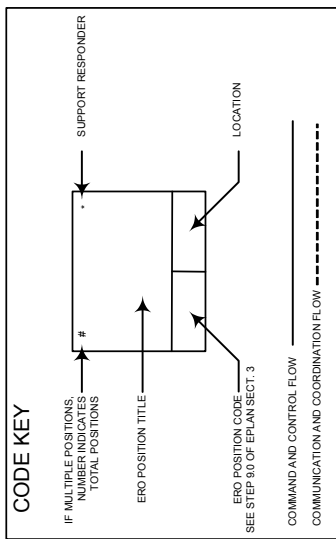 CODE KEY
IF MULTIPLE POSITIONS,
NUMBER INDICATES
TOTAL POSITIONS
#
*
SUPPORT RESPONDER
ERO POSITION TITLE
ERO POSITION CODE
SEE STEP 9.0 OF EPLAN SECT. 3
LOCATION
COMMAND AND CONTROL FLOW
COMMUNICATION AND COORDINATION FLOW